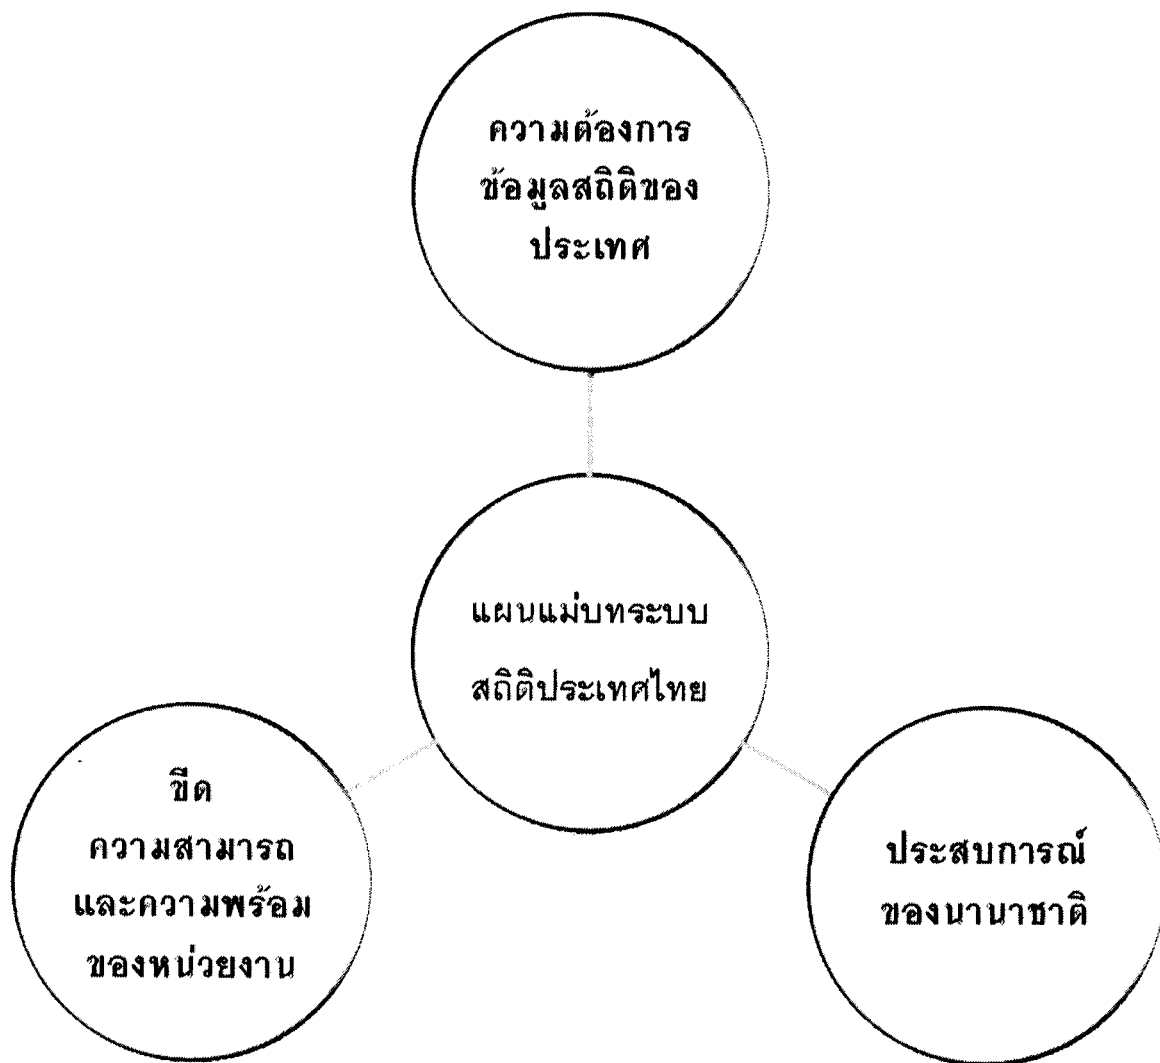 ความต้องการ
ข้อมูลสถิติของ
ประเทศ
แผนแม่บทระบบ
สถิติประเทศไทย
ขีด
ความสามารถ
และความพร้อม
ของหน่วยงาน
ประสบการณ์
ของนานาชาติ